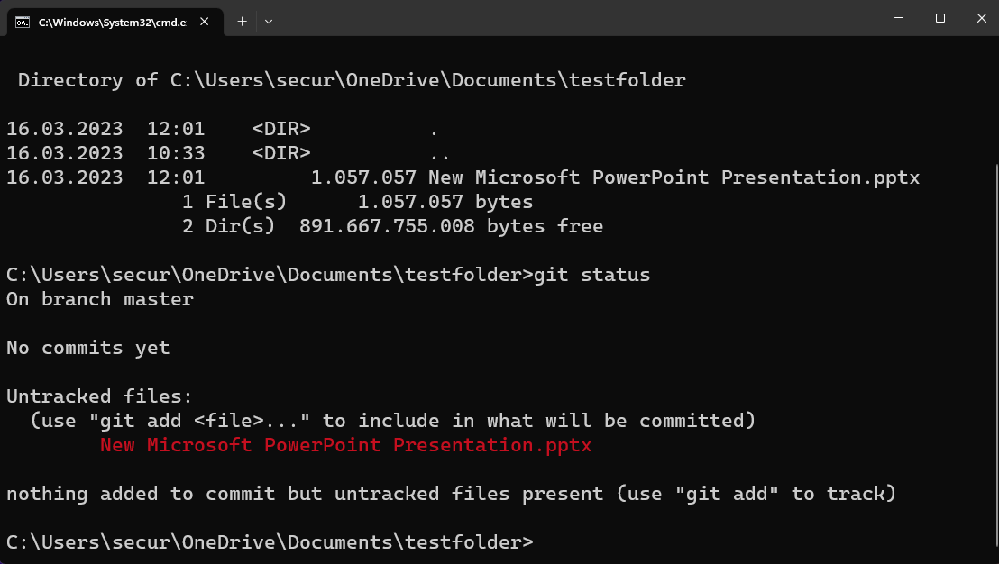 C:\Windows\System32\cmd.e
Directory of C:\Users\secur\OneDrive\Documents\testfolder
16.03.2023  12:01    <DIR>          .
16.03.2023  10:33    <DIR>          ..
16.03.2023  12:01         1.057.057 New Microsoft PowerPoint Presentation.pptx
               1 File(s)      1.057.057 bytes
               2 Dir(s)  891.667.755.008 bytes free
C:\Users\secur\OneDrive\Documents\testfolder>git status
On branch master
No commits yet
Untracked files:
  (use "git add <file>..." to include in what will be committed)
        New Microsoft PowerPoint Presentation.pptx
nothing added to commit but untracked files present (use "git add" to track)
C:\Users\secur\OneDrive\Documents\testfolder>